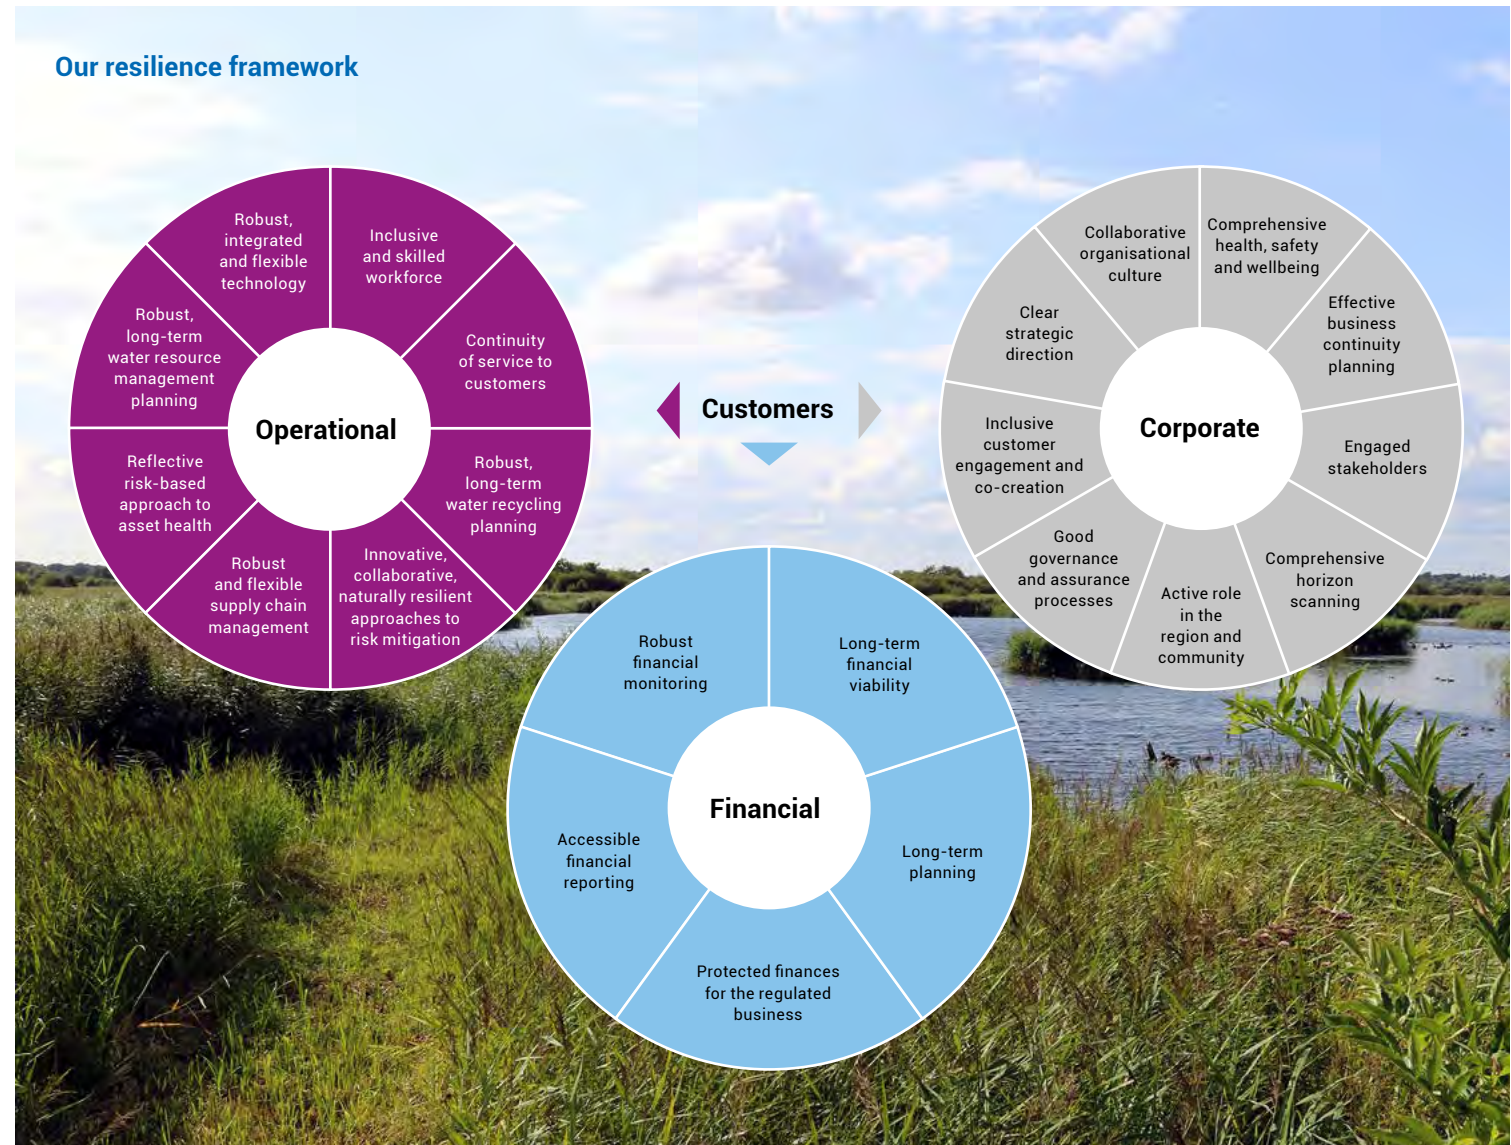 Our resilience framework
Robust,
integrated
and flexible
technology
Inclusive
and skilled
workforce
Continuity
of service to
customers
Robust,
long-term
water recycling
planning
Innovative,
collaborative,
naturally resilient
approaches to
risk mitigation
Robust
and flexible
supply chain
management
Reflective
risk-based
approach to
asset health
Robust,
long-term
water resource
management
planning
Operational
Customers
Collaborative
organisational
culture
Comprehensive
health, safety
and wellbeing
Effective
business
continuity
planning
Engaged
stakeholders
Comprehensive
horizon
scanning
Active role
in the
region and
community
Good
governance
and assurance
processes
Inclusive
customer
engagement and
co-creation
Clear
strategic
direction
Corporate
Robust
financial
monitoring
Long-term
financial
viability
Long-term
planning
Protected finances
for the regulated
business
Accessible
financial
reporting
Financial